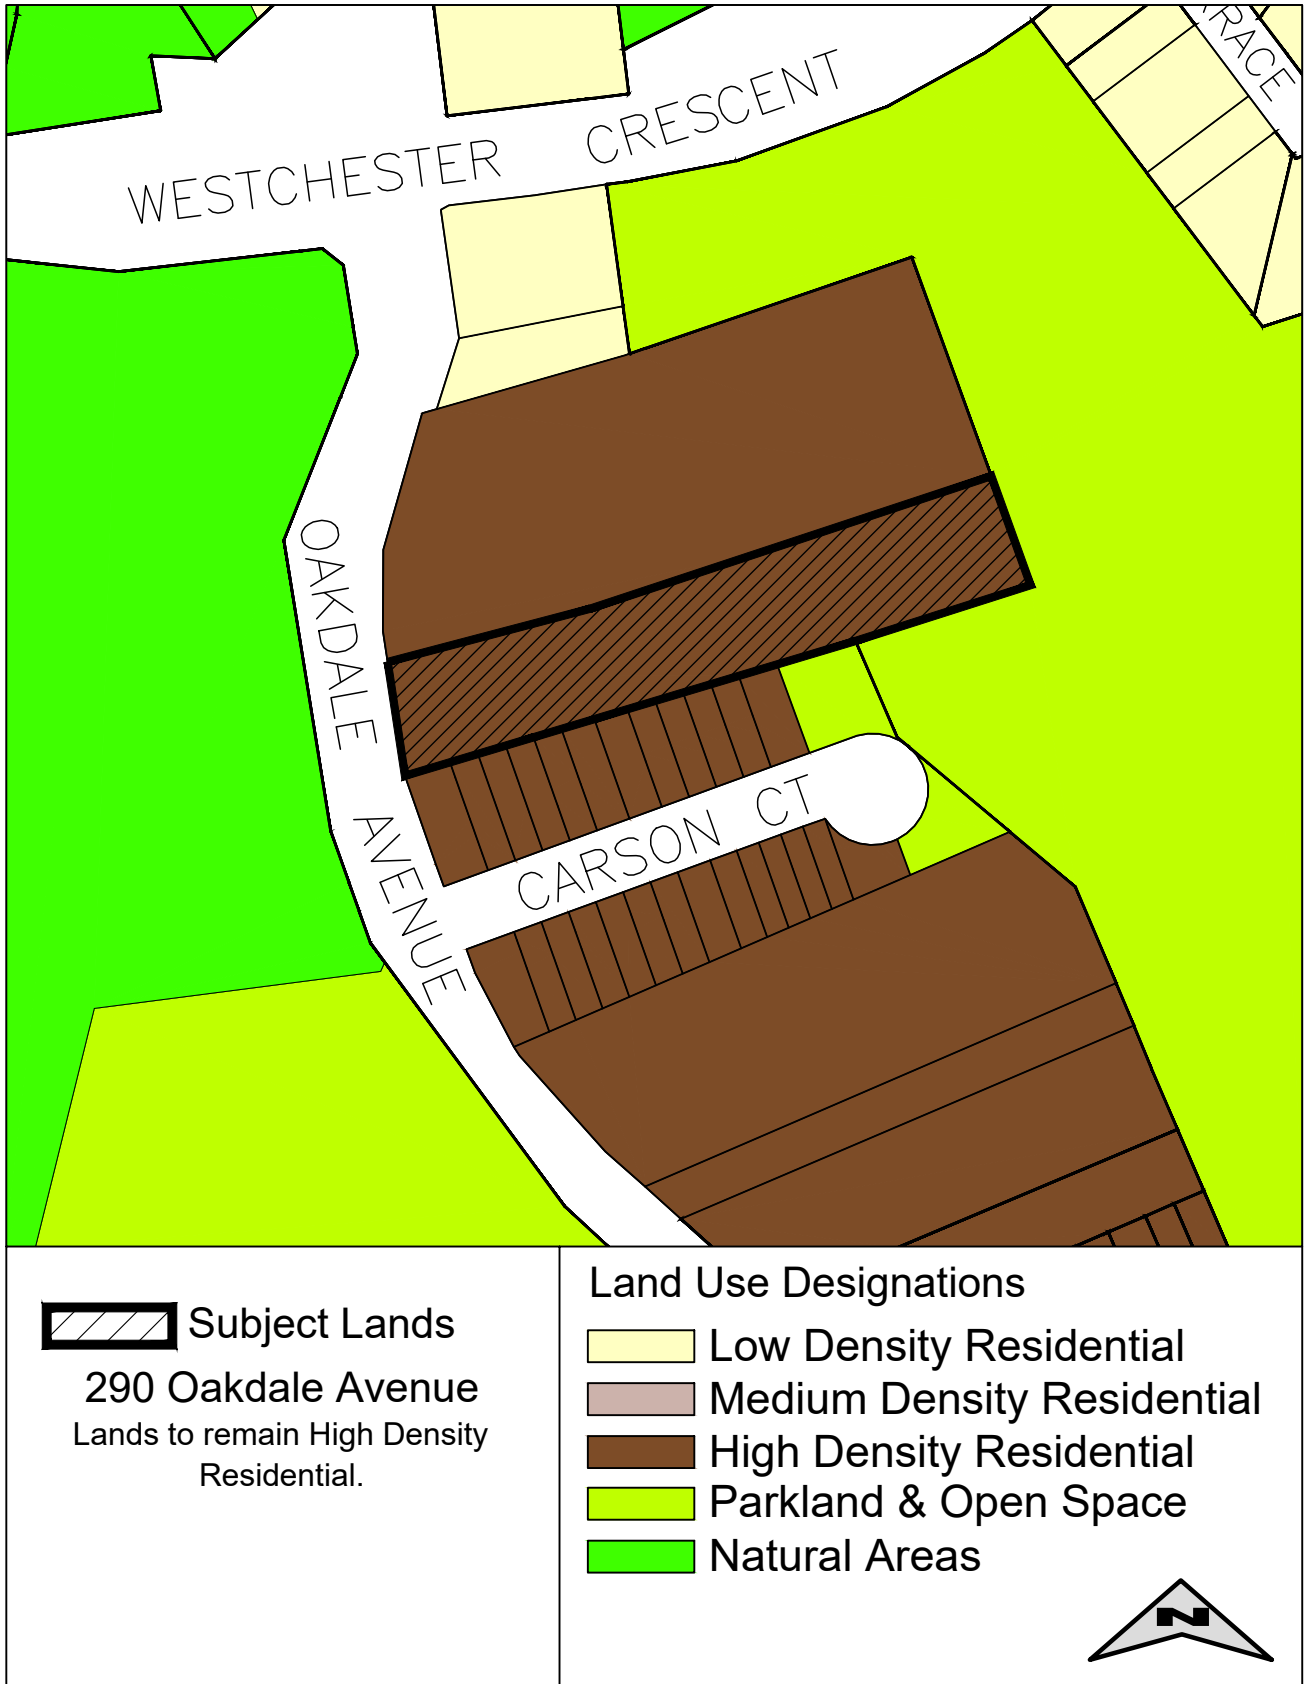 RRACE
WESTCHESTER CRESCENT
OAKDALE AVENUE
CARSON CT
Subject Lands
290 Oakdale Avenue
Lands to remain High Density
Residential.
Land Use Designations
Low Density Residential
Medium Density Residential
High Density Residential
Parkland & Open Space
Natural Areas
N